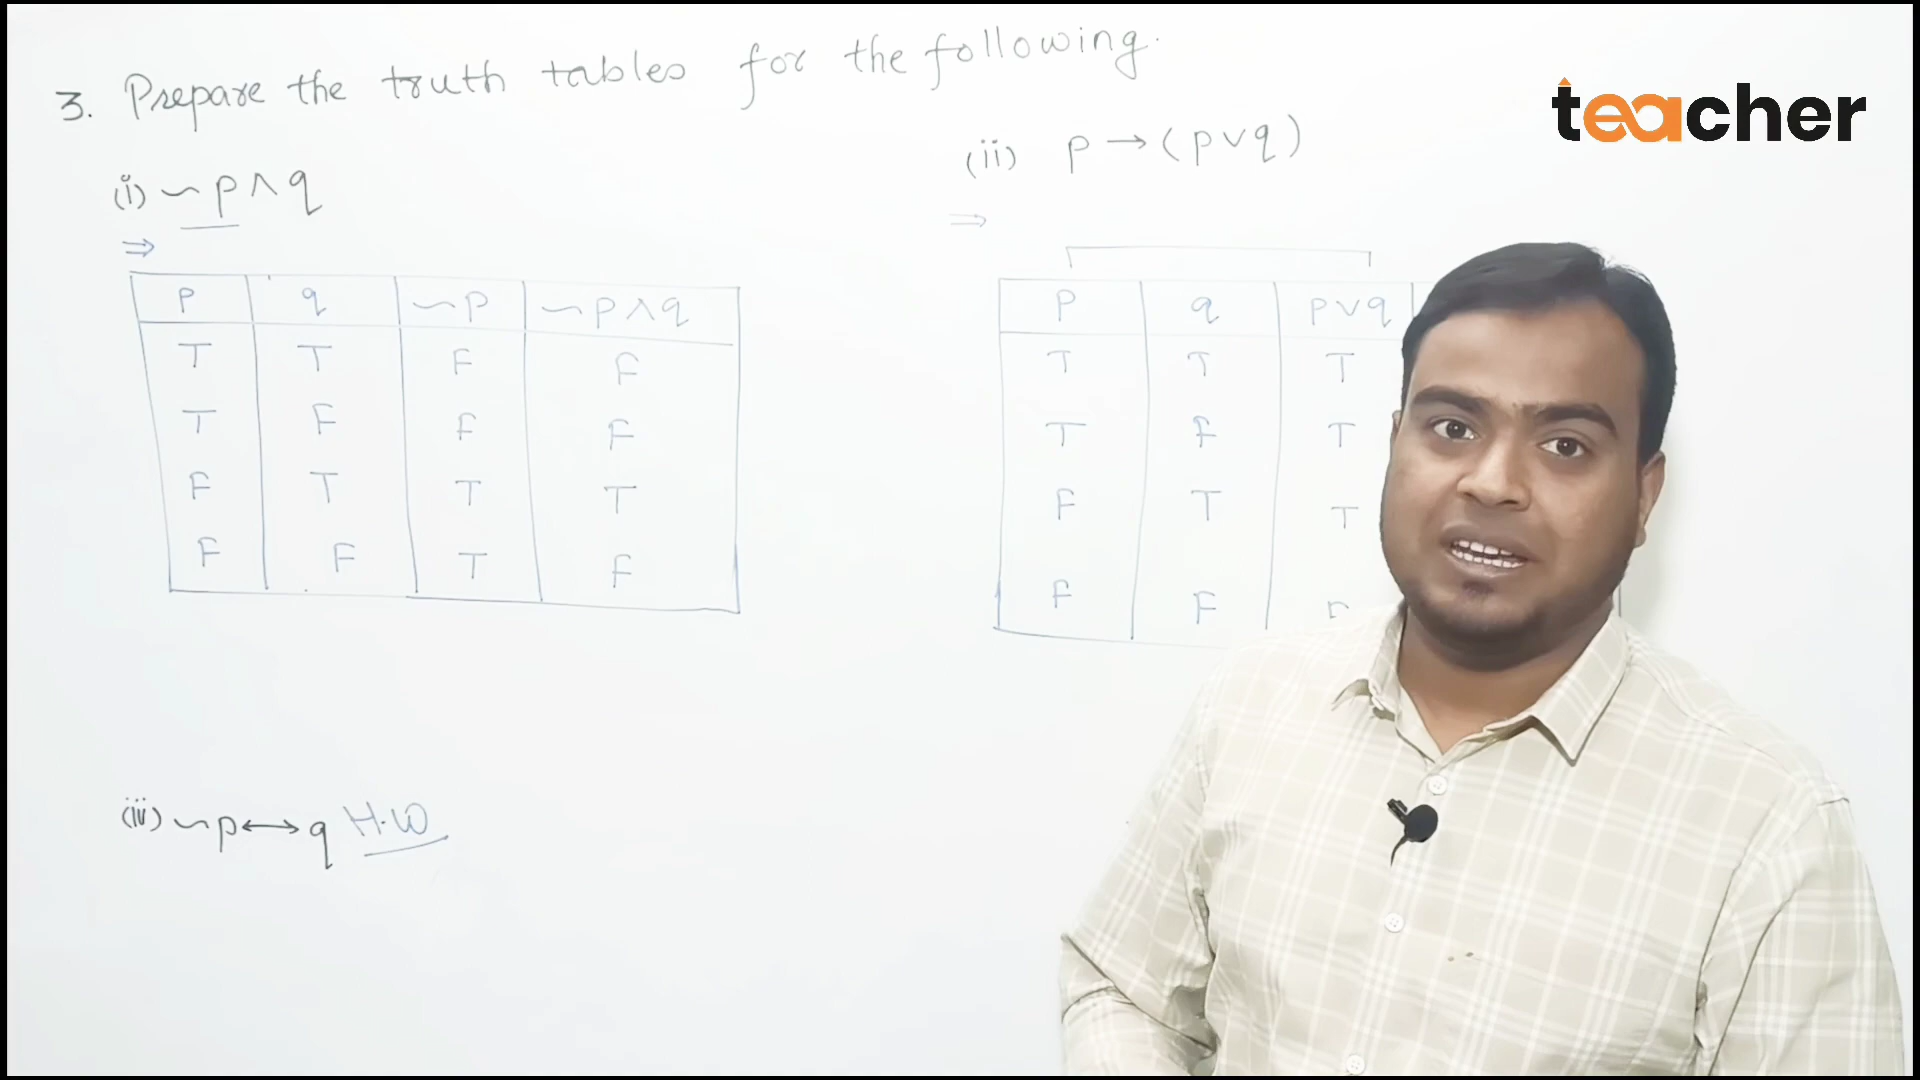 3. Prepare the truth tables for the following.
teacher
(i) ~p∧q
(ii) p→(p∨q)
⇒
⇒
p q ~p ~p∧q
T T F F
T F F F
F T T T
F F T F
p q p∨q
T T T
T F T
F T T
F F F
(iii) ~p↔q H.W